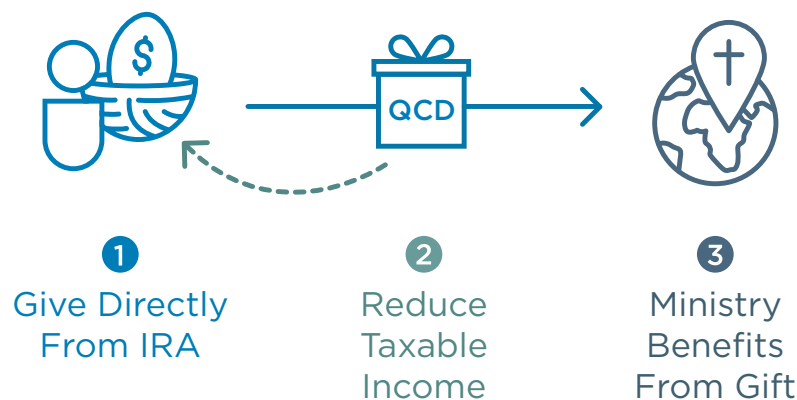 $
QCD
1
Give Directly
From IRA
2
Reduce
Taxable
Income
3
Ministry
Benefits
From Gift